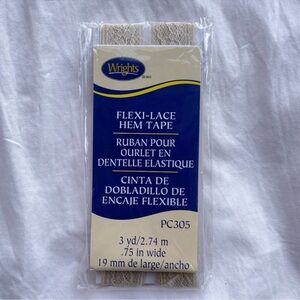 Wrights
FLEXI-LACE
HEM TAPE
RUBAN POUR
OURLET EN
DENTELLE ELASTIQUE
CINTA DE
DOBLADILLO DE
ENCAJE FLEXIBLE
PC305
3 yd/2.74 m
.75 in wide
19 mm de large/ancho